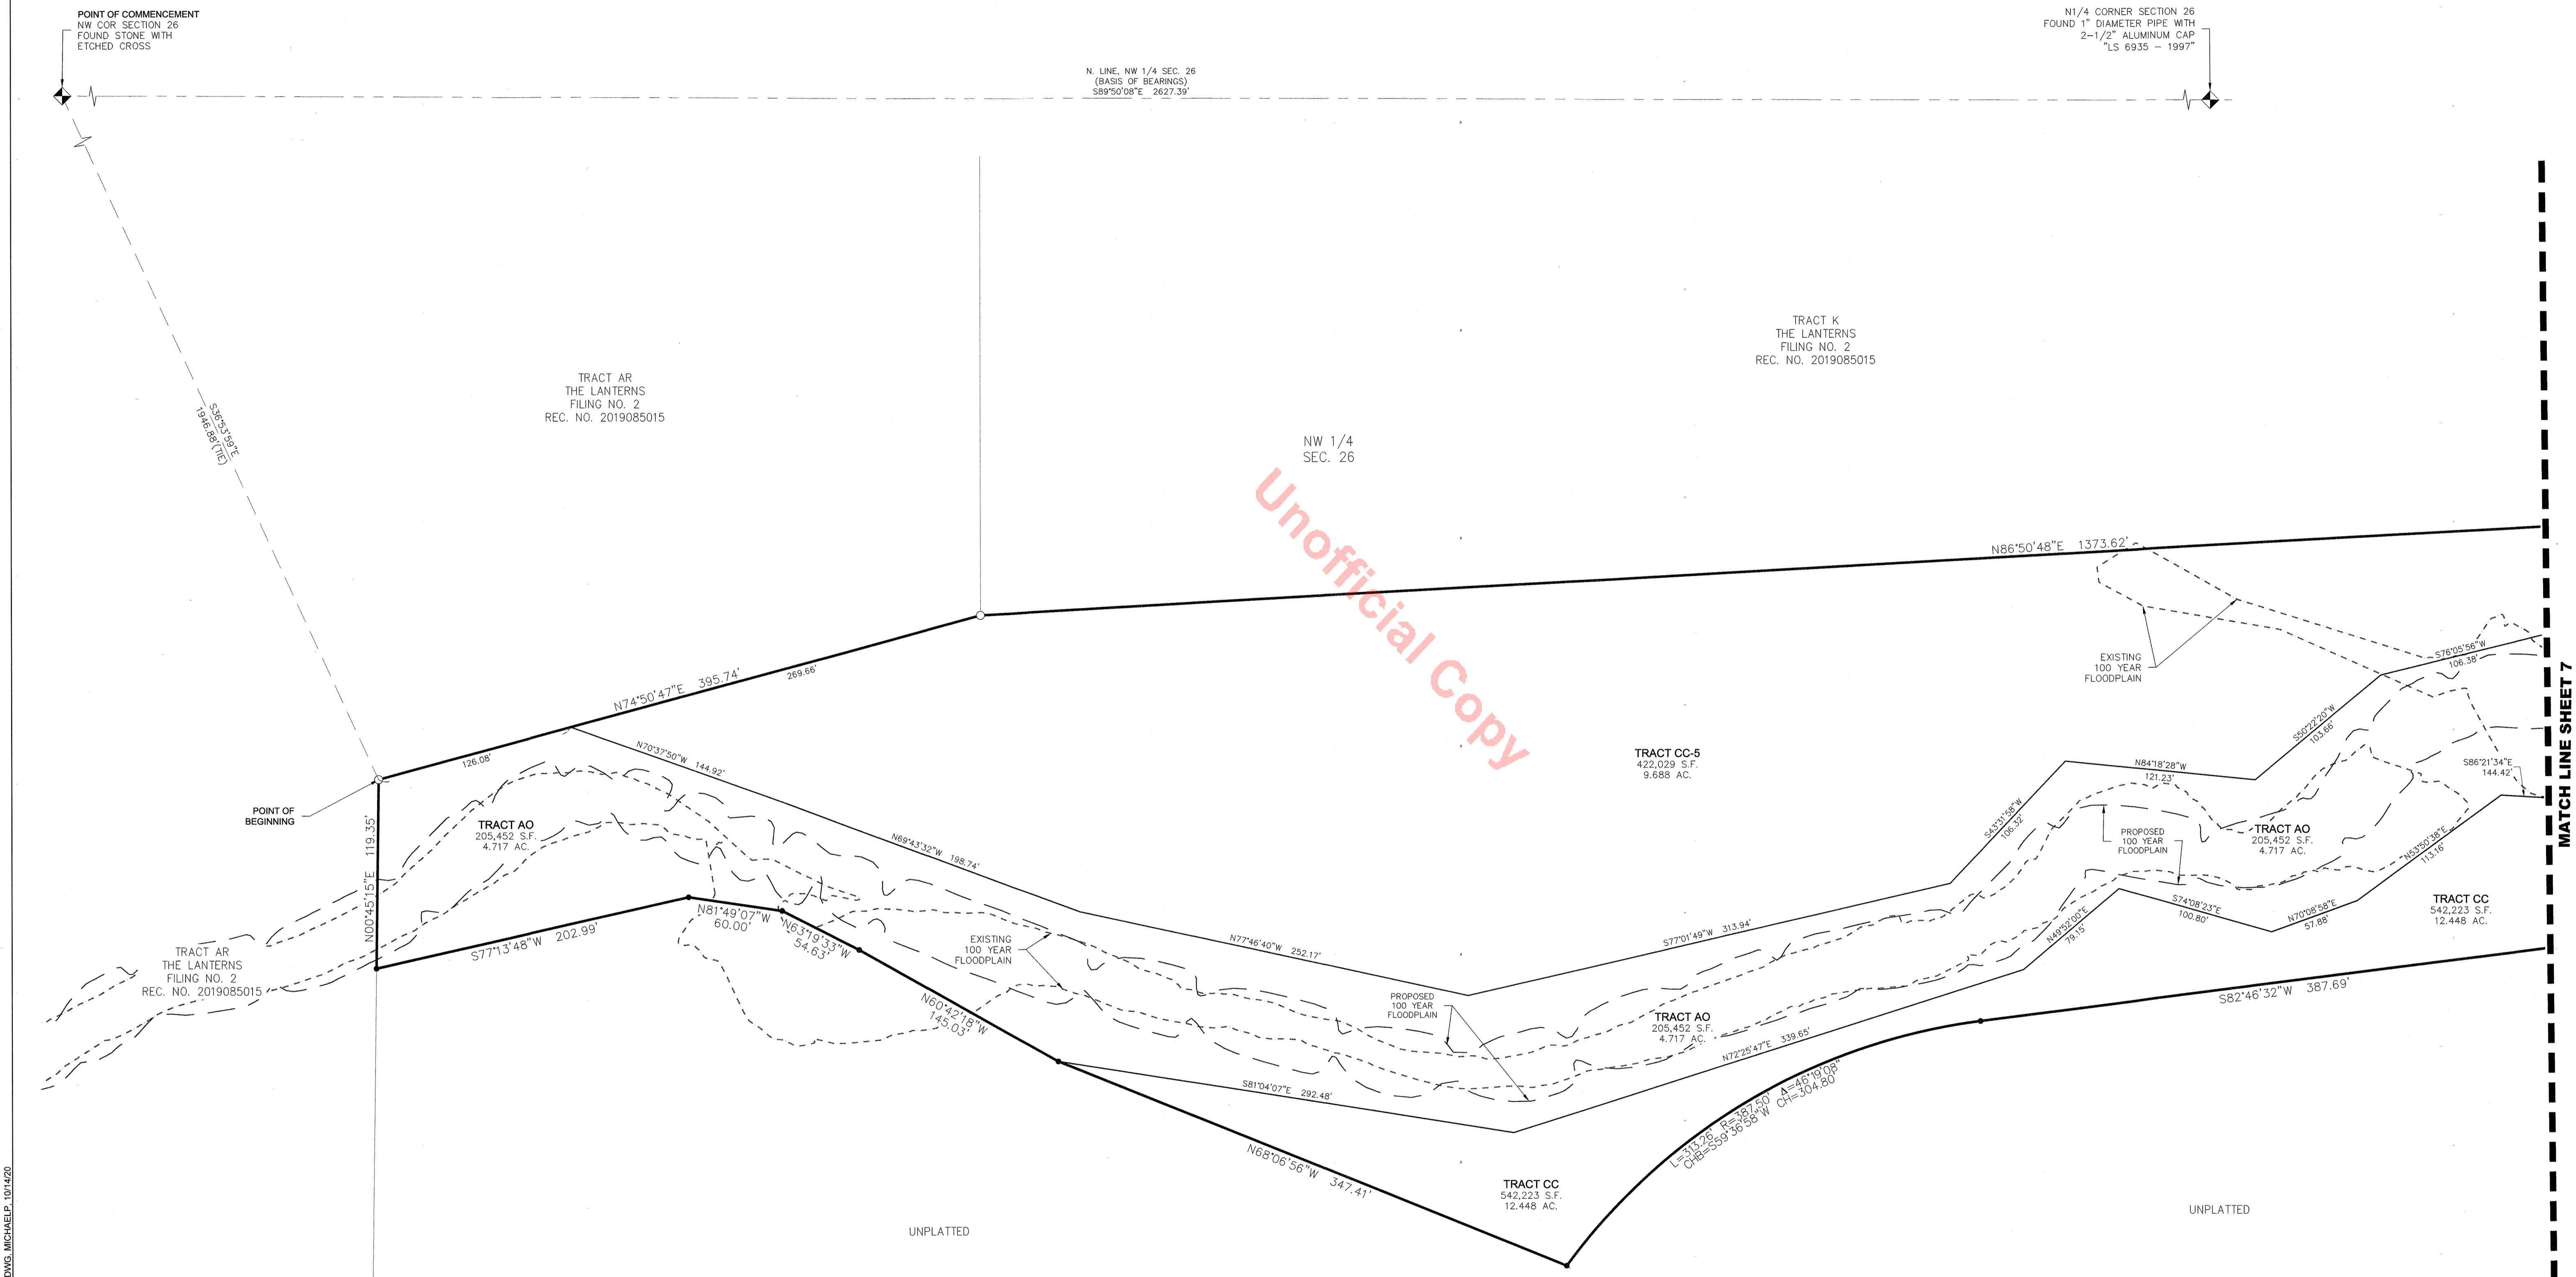 POINT OF COMMENCEMENT
NW COR SECTION 26
FOUND STONE WITH
ETCHED CROSS
N1/4 CORNER SECTION 26
FOUND 1" DIAMETER PIPE WITH
2-1/2" ALUMINUM CAP
"LS 6935 - 1997"
N. LINE, NW 1/4 SEC. 26
(BASIS OF BEARINGS)
S89°50'08"E 2627.39'
S36°53'59"E
1946.88'(TIE)
TRACT AR
THE LANTERNS
FILING NO. 2
REC. NO. 2019085015
TRACT K
THE LANTERNS
FILING NO. 2
REC. NO. 2019085015
NW 1/4
SEC. 26
Unofficial Copy
N86°50'48"E 1373.62'
N74°50'47"E 395.74'
269.66'
126.08'
POINT OF
BEGINNING
N00°45'15"E 119.35'
TRACT AO
205,452 S.F.
4.717 AC.
N70°37'50"W 144.92'
N69°43'32"W 198.74'
N77°46'40"W 252.17'
S77°01'49"W 313.94'
TRACT CC-5
422,029 S.F.
9.688 AC.
S43°31'58"W
106.32'
N84°18'28"W
121.23'
S50°22'20"W
103.66'
S76°05'56"W
106.38'
EXISTING
100 YEAR
FLOODPLAIN
S86°21'34"E
144.42'
MATCH LINE SHEET 7
PROPOSED
100 YEAR
FLOODPLAIN
TRACT AO
205,452 S.F.
4.717 AC.
N53°50'38"E
113.16'
N70°08'58"E
57.88'
S74°08'23"E
100.80'
N49°52'00"E
79.15'
TRACT CC
542,223 S.F.
12.448 AC.
S82°46'32"W 387.69'
TRACT AR
THE LANTERNS
FILING NO. 2
REC. NO. 2019085015
S77°13'48"W 202.99'
N81°49'07"W
60.00'
N63°19'33"W
54.63'
N60°42'18"W
145.03'
EXISTING
100 YEAR
FLOODPLAIN
PROPOSED
100 YEAR
FLOODPLAIN
TRACT AO
205,452 S.F.
4.717 AC.
N72°25'47"E 339.65'
S81°04'07"E 292.48'
N68°06'56"W 347.41'
L=313.26' R=387.50' Δ=46°19'08"
CHB=S59°36'58"W CH=304.80'
TRACT CC
542,223 S.F.
12.448 AC.
UNPLATTED
UNPLATTED
DWG, MICHAELP, 10/14/20